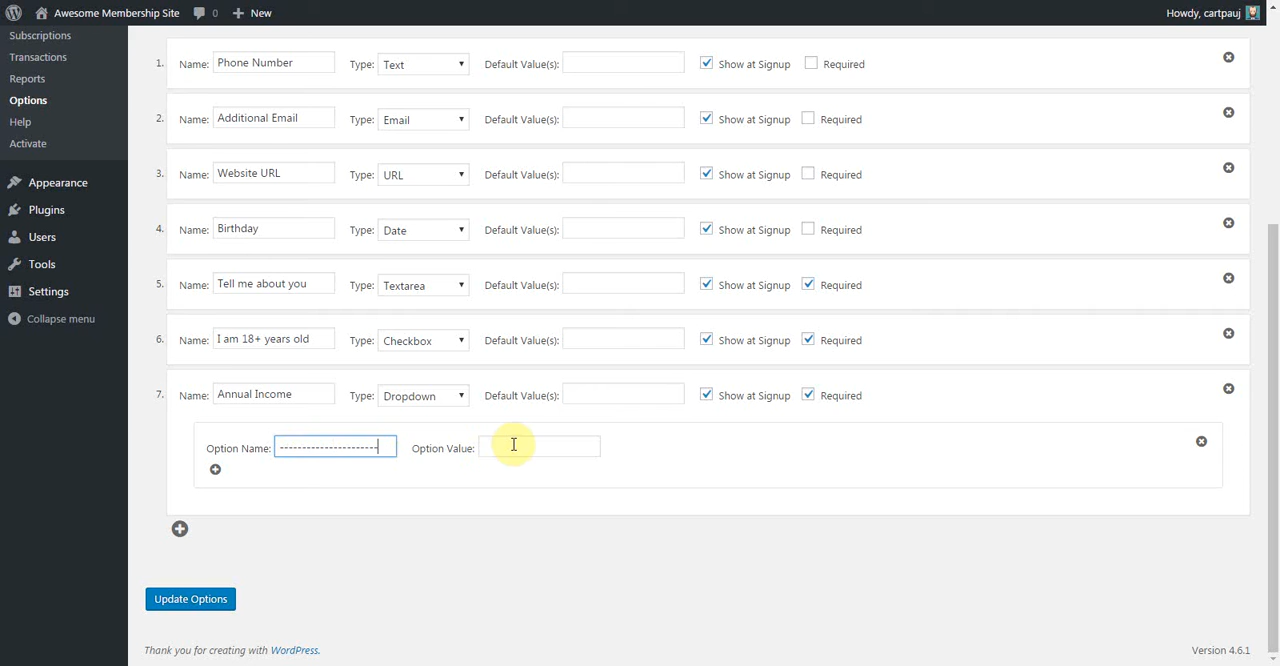 Awesome Membership Site 0 New Howdy, cartpauj
Subscriptions
Transactions
Reports
Options
Help
Activate
Appearance
Plugins
Users
Tools
Settings
Collapse menu
1. Name: Phone Number Type: Text Default Value(s): Show at Signup Required
2. Name: Additional Email Type: Email Default Value(s): Show at Signup Required
3. Name: Website URL Type: URL Default Value(s): Show at Signup Required
4. Name: Birthday Type: Date Default Value(s): Show at Signup Required
5. Name: Tell me about you Type: Textarea Default Value(s): Show at Signup Required
6. Name: I am 18+ years old Type: Checkbox Default Value(s): Show at Signup Required
7. Name: Annual Income Type: Dropdown Default Value(s): Show at Signup Required
Option Name: ----------------------- Option Value:
Update Options
Thank you for creating with WordPress. Version 4.6.1